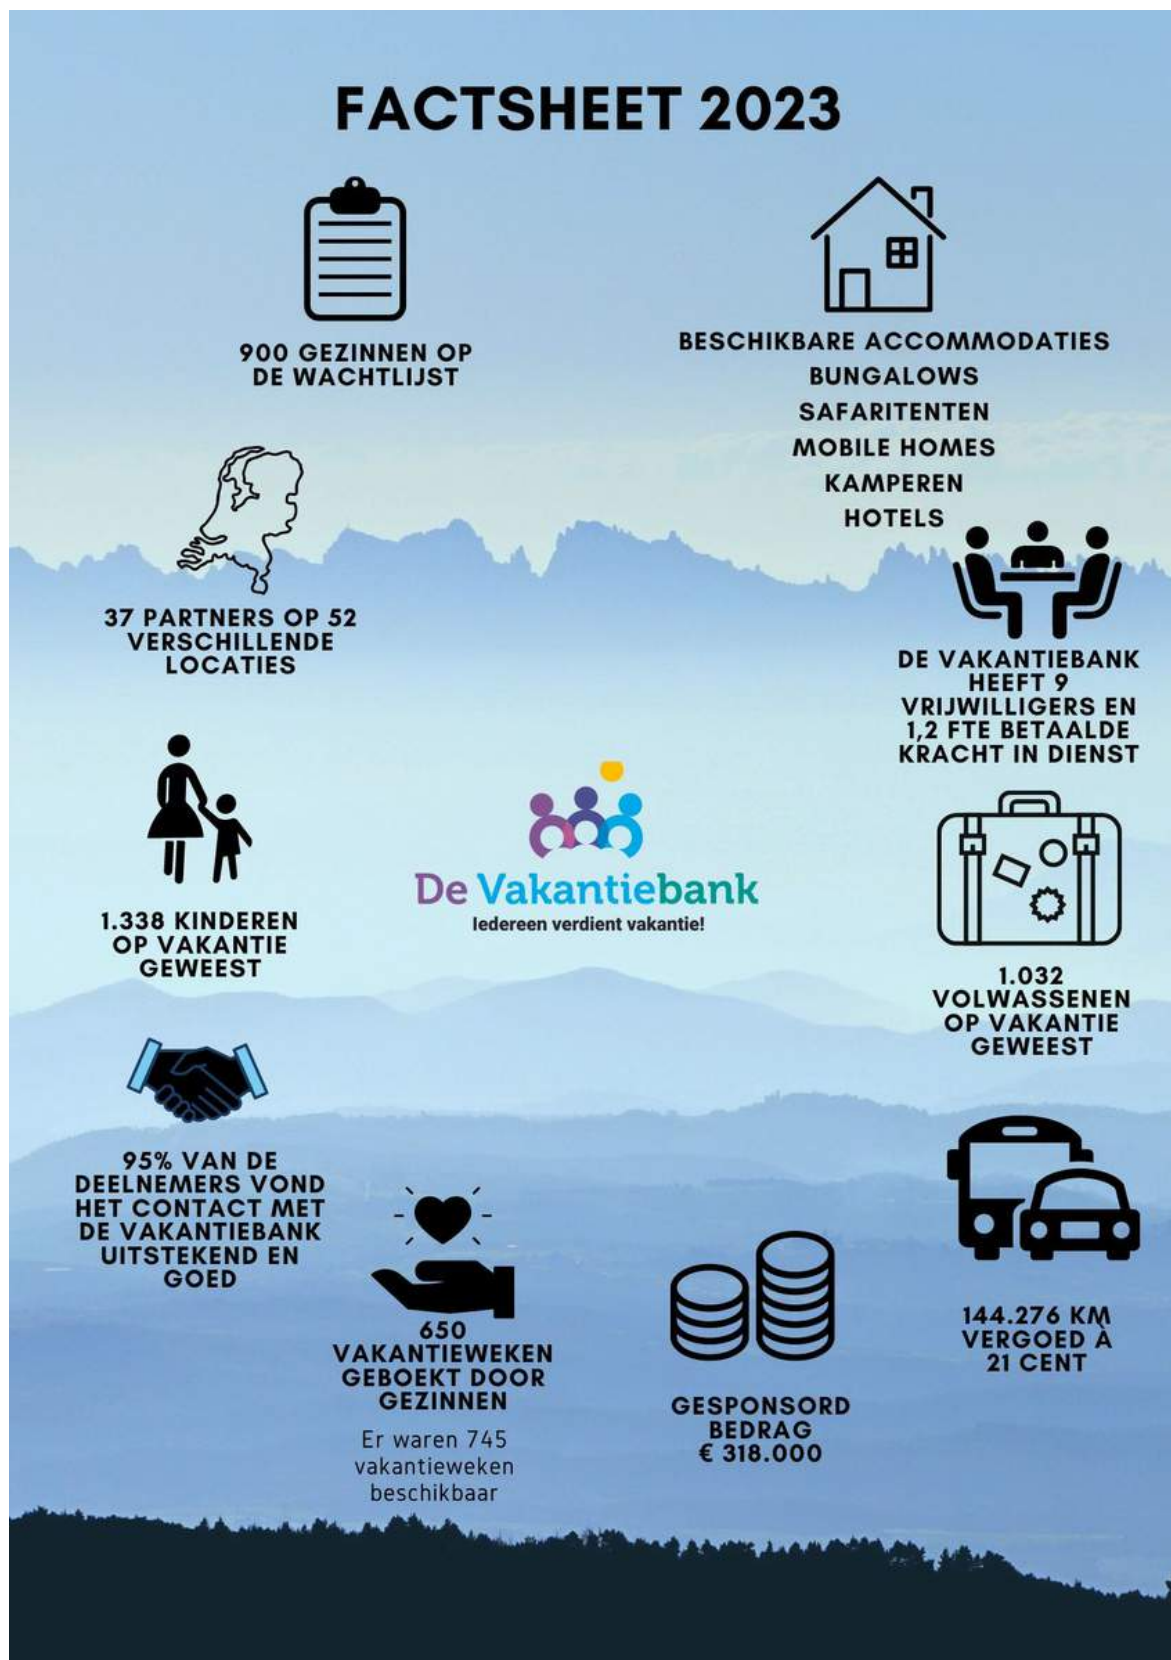 FACTSHEET 2023
900 GEZINNEN OP
DE WACHTLIJST
BESCHIKBARE ACCOMMODATIES
BUNGALOWS
SAFARITENTEN
MOBILE HOMES
KAMPEREN
HOTELS
37 PARTNERS OP 52
VERSCHILLENDE
LOCATIES
DE VAKANTIEBANK
HEEFT 9
VRIJWILLIGERS EN
1,2 FTE BETAALDE
KRACHT IN DIENST
1.338 KINDEREN
OP VAKANTIE
GEWEEST
De Vakantiebank
Iedereen verdient vakantie!
1.032
VOLWASSENEN
OP VAKANTIE
GEWEEST
95% VAN DE
DEELNEMERS VOND
HET CONTACT MET
DE VAKANTIEBANK
UITSTEKEND EN
GOED
650
VAKANTIEWEKEN
GEBOEKT DOOR
GEZINNEN
Er waren 745
vakantieweken
beschikbaar
GESPONSORD
BEDRAG
€ 318.000
144.276 KM
VERGOED À
21 CENT